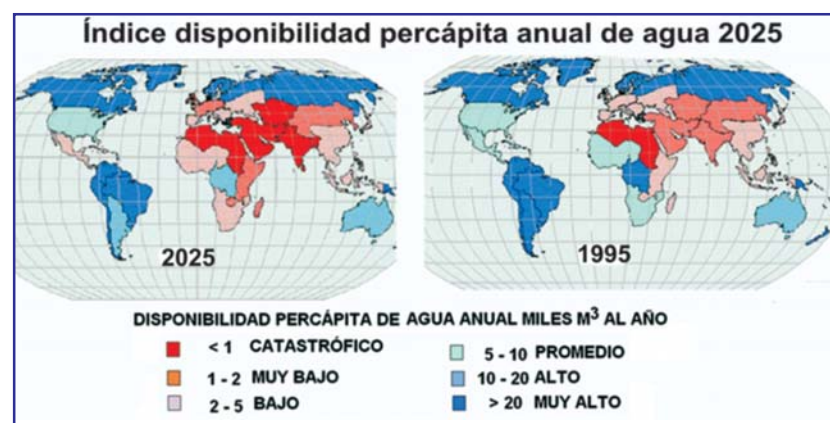 Índice disponibilidad percápita anual de agua 2025
2025
1995
DISPONIBILIDAD PERCÁPITA DE AGUA ANUAL MILES M³ AL AÑO
< 1 CATASTRÓFICO
1 - 2 MUY BAJO
2 - 5 BAJO
5 - 10 PROMEDIO
10 - 20 ALTO
> 20 MUY ALTO